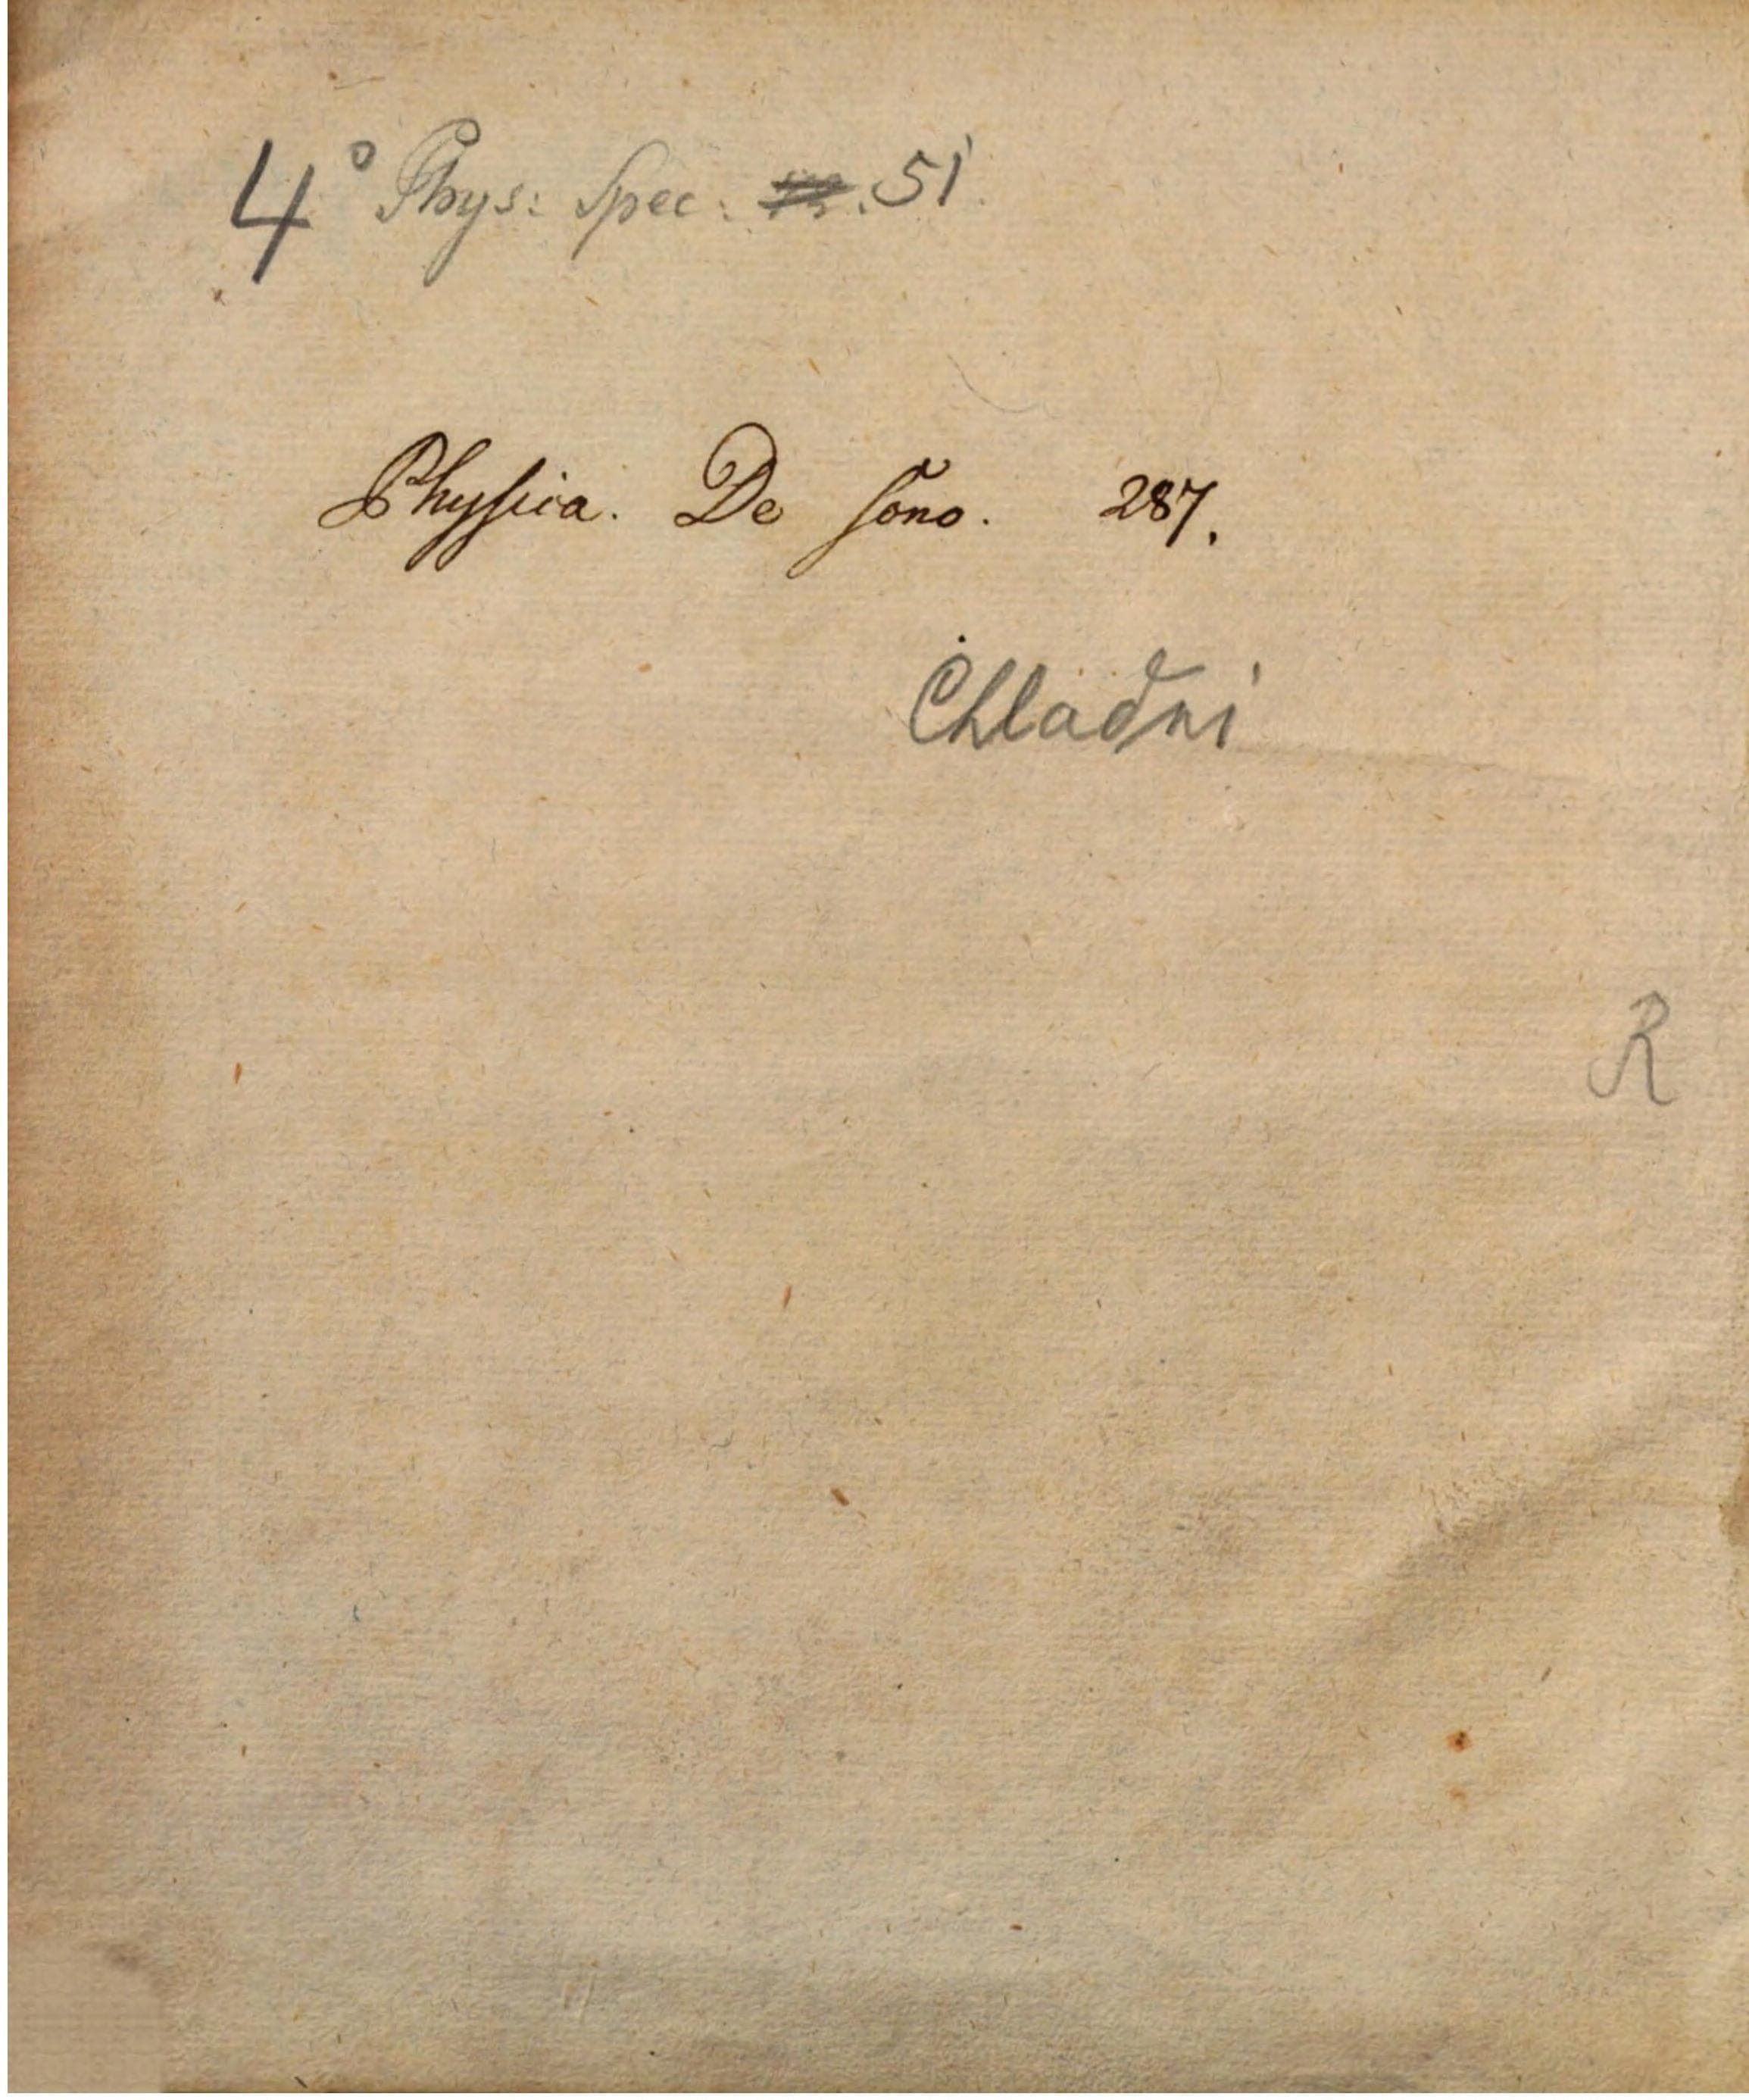 4° Phys: Spec: 51.
Physica. De sono. 287.
Chladni
R